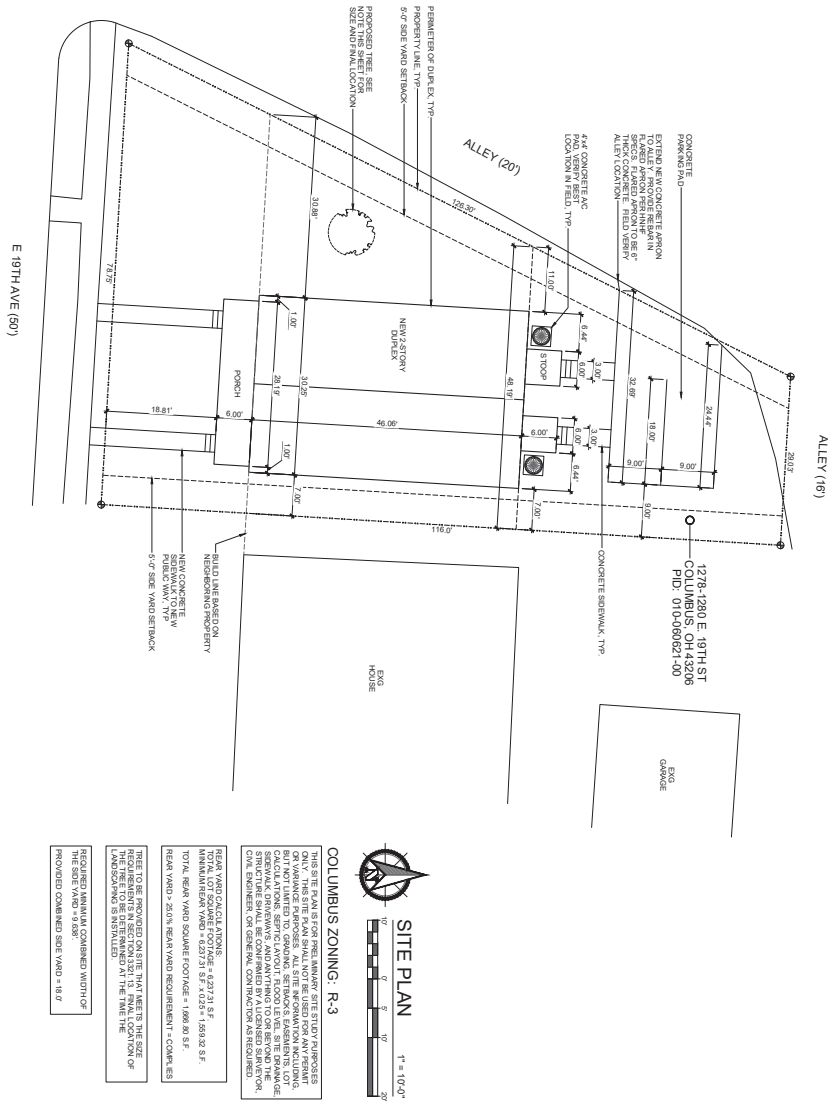 PROPOSED TREE, SEE
NOTE THIS SHEET FOR
SIZE AND FINAL LOCATION
5'-0" SIDE YARD SETBACK
PROPERTY LINE, TYP.
PERIMETER OF DUPLEX, TYP.
ALLEY (20')
4'x4' CONCRETE A/C
PAD, VERIFY BEST
LOCATION IN FIELD, TYP.
EXTEND NEW CONCRETE APRON
TO ALLEY. PROVIDE REBAR IN
FLARED APRON PER HNHF
SPECS. FLARED APRON TO BE 6"
THICK CONCRETE. FIELD VERIFY
ALLEY LOCATION
CONCRETE
PARKING PAD
ALLEY (16')
E 19TH AVE (50')
126.30'
30.88'
78.75'
11.00'
6.44'
6.00'
3.00'
32.69'
24.44'
18.00'
9.00'
9.00'
29.03'
1.00'
28.19'
30.25'
48.19'
STOOP
NEW 2-STORY
DUPLEX
PORCH
18.81'
6.00'
46.06'
6.00'
6.00'
3.00'
6.44'
1.00'
7.00'
7.00'
9.00'
116.0'
5'-0" SIDE YARD SETBACK
NEW CONCRETE
SIDEWALK TO NEW
PUBLIC WAY, TYP
BUILD LINE BASED ON
NEIGHBORING PROPERTY
CONCRETE SIDEWALK, TYP.
1278-1280 E. 19TH ST
COLUMBUS, OH 43206
PID: 010-060621-00
EXG
HOUSE
EXG
GARAGE
N
SITE PLAN
1" = 10'-0"
10'
0'
5'
10'
20'
COLUMBUS ZONING: R-3
THIS SITE PLAN IS FOR PRELIMINARY SITE STUDY PURPOSES
ONLY. THIS SITE PLAN SHALL NOT BE USED FOR ANY PERMIT
OR VARIANCE PURPOSES. ALL SITE INFORMATION INCLUDING,
BUT NOT LIMITED TO, GRADING, SETBACKS, EASEMENTS, LOT
CALCULATIONS, SEPTIC LAYOUT, FLOOD LEVEL, SITE DRAINAGE,
SIDEWALK, DRIVEWAYS, AND ANYTHING TO OR BEYOND THE
STRUCTURE SHALL BE CONFIRMED BY A LICENSED SURVEYOR,
CIVIL ENGINEER, OR GENERAL CONTRACTOR AS REQUIRED.
REAR YARD CALCULATIONS:
TOTAL LOT SQUARE FOOTAGE = 6,237.31 S.F.
MINIMUM REAR YARD = 6,237.31 S.F. x 0.25 = 1,559.32 S.F.
TOTAL REAR YARD SQUARE FOOTAGE = 1,666.80 S.F.
REAR YARD > 25.0% REAR YARD REQUIREMENT = COMPLIES
TREE TO BE PROVIDED ON SITE THAT MEETS THE SIZE
REQUIREMENTS IN SECTION 3321.13. FINAL LOCATION OF
THE TREE TO BE DETERMINED AT THE TIME THE
LANDSCAPING IS INSTALLED.
REQUIRED MINIMUM COMBINED WIDTH OF
THE SIDE YARD = 9.638'.
PROVIDED COMBINED SIDE YARD = 18.0'